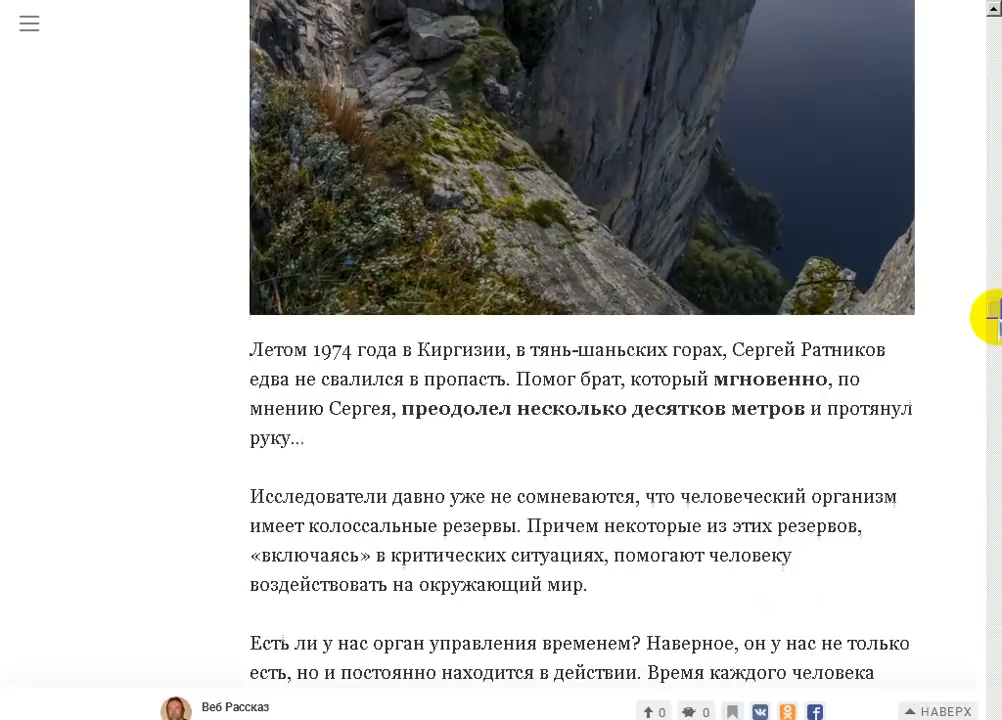 Летом 1974 года в Киргизии, в тянь-шаньских горах, Сергей Ратников
едва не свалился в пропасть. Помог брат, который мгновенно, по
мнению Сергея, преодолел несколько десятков метров и протянул
руку...
Исследователи давно уже не сомневаются, что человеческий организм
имеет колоссальные резервы. Причем некоторые из этих резервов,
«включаясь» в критических ситуациях, помогают человеку
воздействовать на окружающий мир.
Есть ли у нас орган управления временем? Наверное, он у нас не только
есть, но и постоянно находится в действии. Время каждого человека
Веб Рассказ 0 0 НАВЕРХ